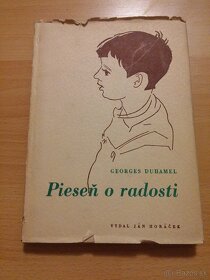 GEORGES DUHAMEL
Pieseň o radosti
VYDAL JÁN HORÁČEK